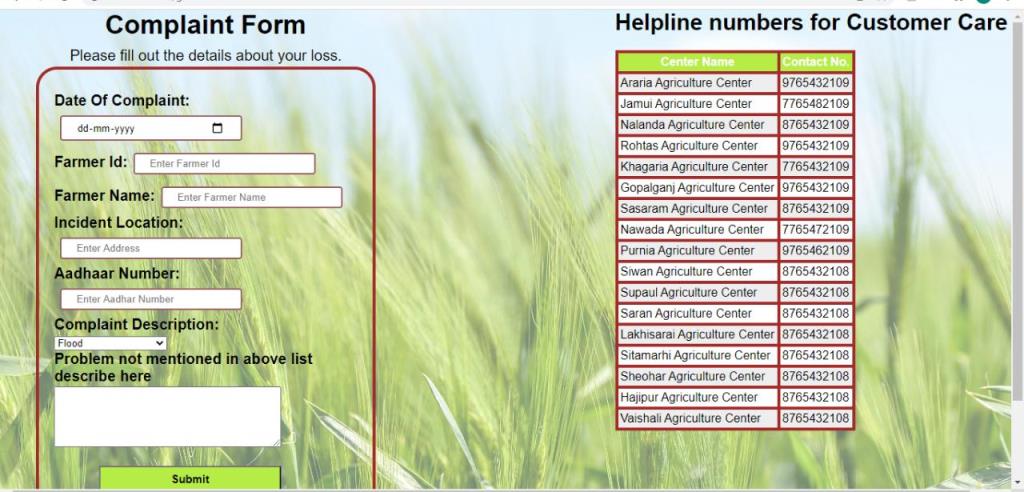 Complaint Form
Please fill out the details about your loss.
Date Of Complaint:
dd-mm-yyyy
Farmer Id: Enter Farmer Id
Farmer Name: Enter Farmer Name
Incident Location:
Enter Address
Aadhaar Number:
Enter Aadhar Number
Complaint Description:
Flood
Problem not mentioned in above list
describe here
Submit
Helpline numbers for Customer Care
Center Name Contact No.
Araria Agriculture Center 9765432109
Jamui Agriculture Center 7765482109
Nalanda Agriculture Center 8765432109
Rohtas Agriculture Center 9765432109
Khagaria Agriculture Center 7765432109
Gopalganj Agriculture Center 9765432109
Sasaram Agriculture Center 8765432109
Nawada Agriculture Center 7765472109
Purnia Agriculture Center 9765462109
Siwan Agriculture Center 8765432108
Supaul Agriculture Center 8765432108
Saran Agriculture Center 8765432108
Lakhisarai Agriculture Center 8765432108
Sitamarhi Agriculture Center 8765432108
Sheohar Agriculture Center 8765432108
Hajipur Agriculture Center 8765432108
Vaishali Agriculture Center 8765432108